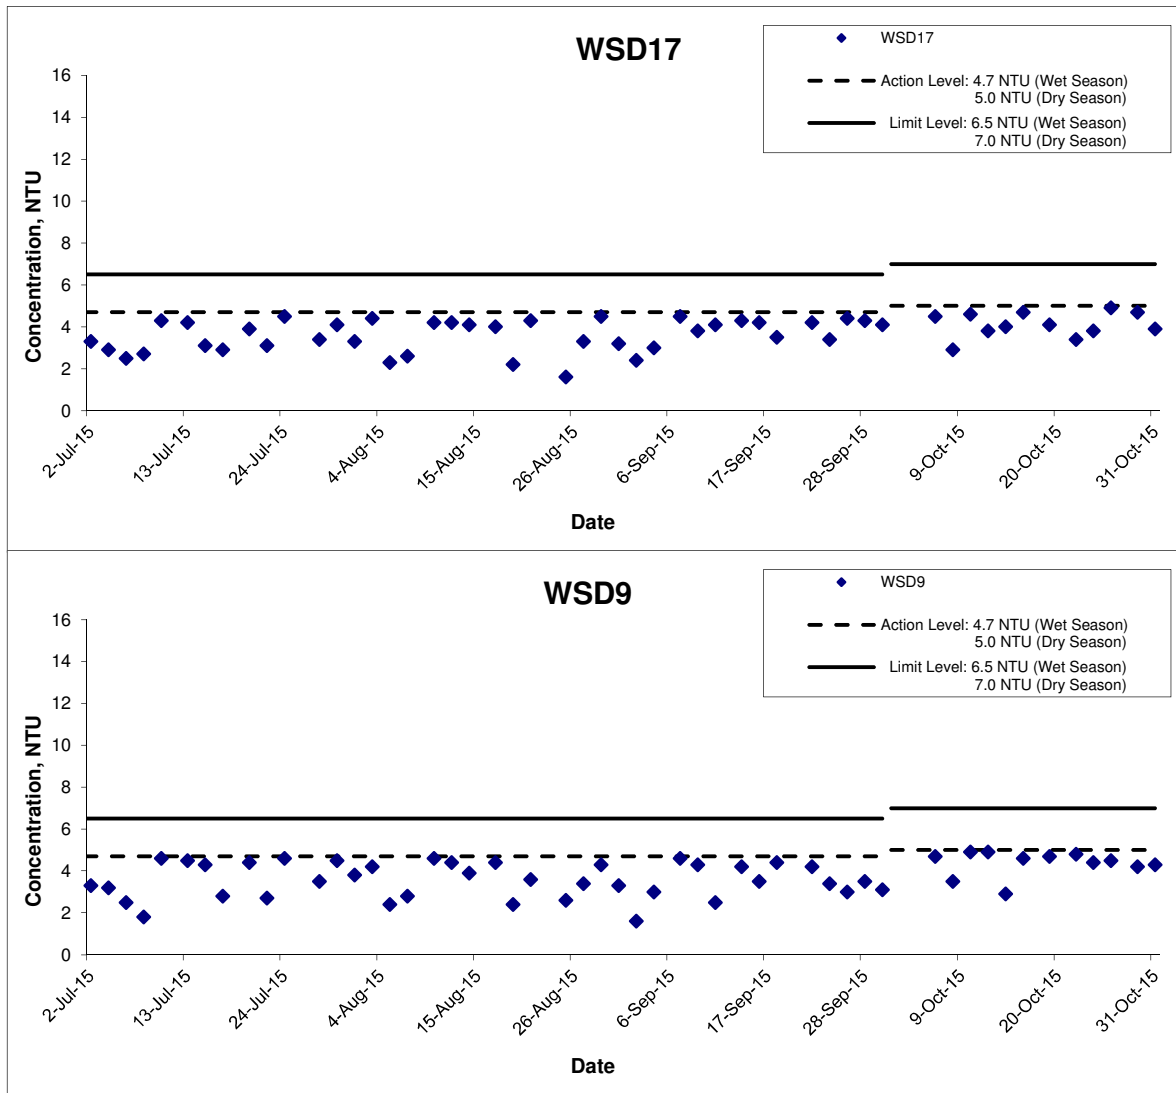 WSD17
WSD17
Action Level: 4.7 NTU (Wet Season)
5.0 NTU (Dry Season)
Limit Level: 6.5 NTU (Wet Season)
7.0 NTU (Dry Season)
Concentration, NTU
16
14
12
10
8
6
4
2
0
2-Jul-15
13-Jul-15
24-Jul-15
4-Aug-15
15-Aug-15
26-Aug-15
6-Sep-15
17-Sep-15
28-Sep-15
9-Oct-15
20-Oct-15
31-Oct-15
Date
WSD9
WSD9
Action Level: 4.7 NTU (Wet Season)
5.0 NTU (Dry Season)
Limit Level: 6.5 NTU (Wet Season)
7.0 NTU (Dry Season)
Concentration, NTU
16
14
12
10
8
6
4
2
0
2-Jul-15
13-Jul-15
24-Jul-15
4-Aug-15
15-Aug-15
26-Aug-15
6-Sep-15
17-Sep-15
28-Sep-15
9-Oct-15
20-Oct-15
31-Oct-15
Date